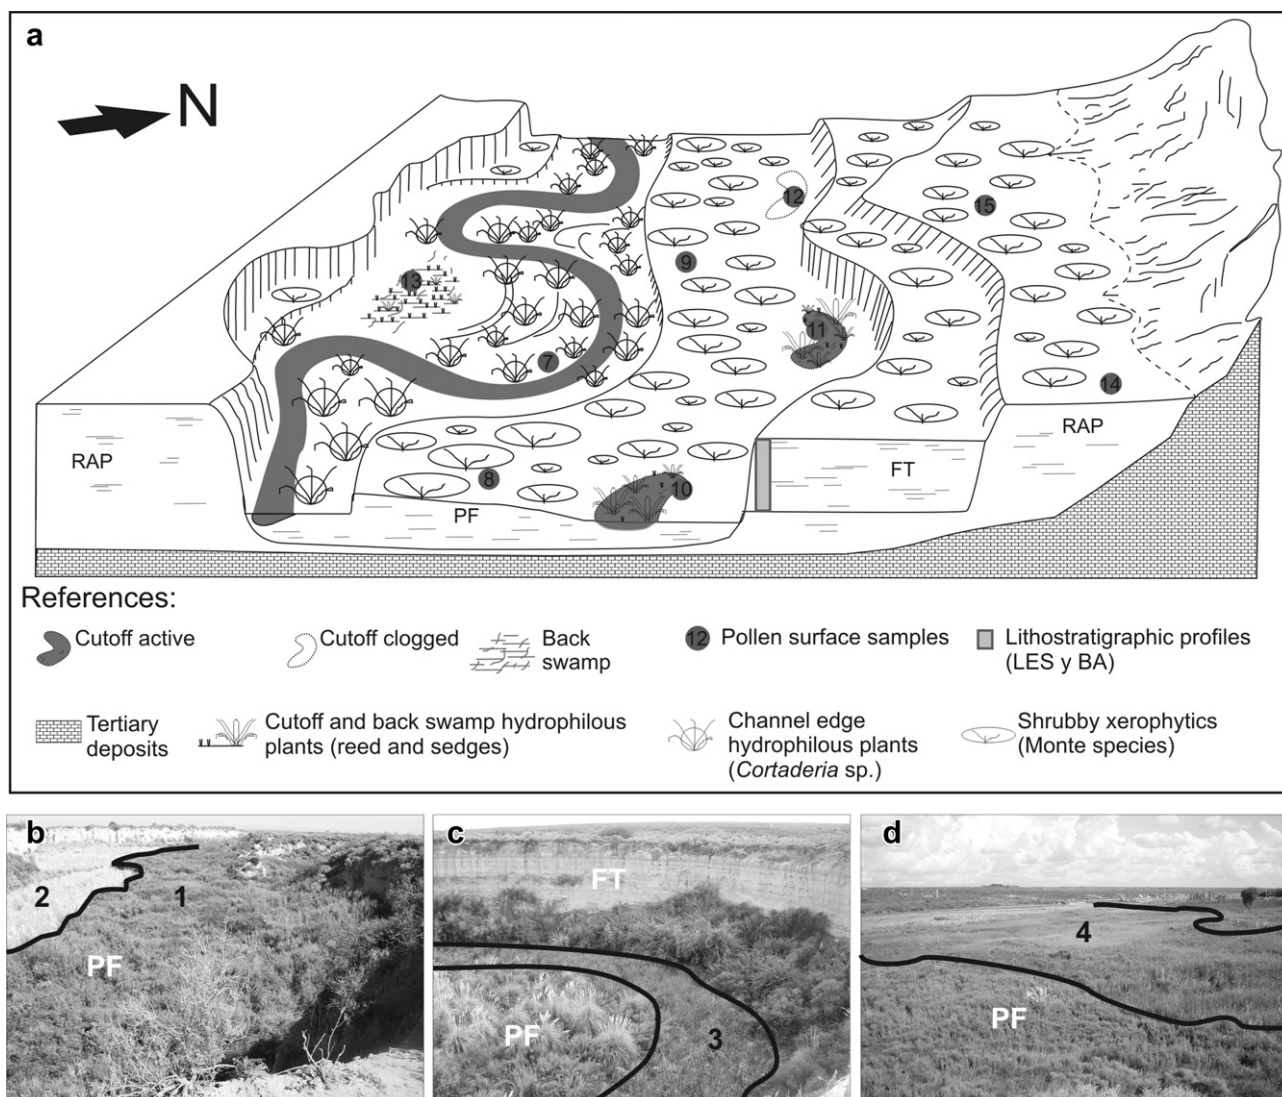 a
N
12
15
9
13
11
7
14
RAP
RAP
FT
8
10
PF
References:
Cutoff active
Cutoff clogged
Back
swamp
12
Pollen surface samples
Lithostratigraphic profiles
(LES y BA)
Tertiary
deposits
Cutoff and back swamp hydrophilous
plants (reed and sedges)
Channel edge
hydrophilous plants
(Cortaderia sp.)
Shrubby xerophytics
(Monte species)
b
2
1
PF
c
FT
PF
3
d
4
PF